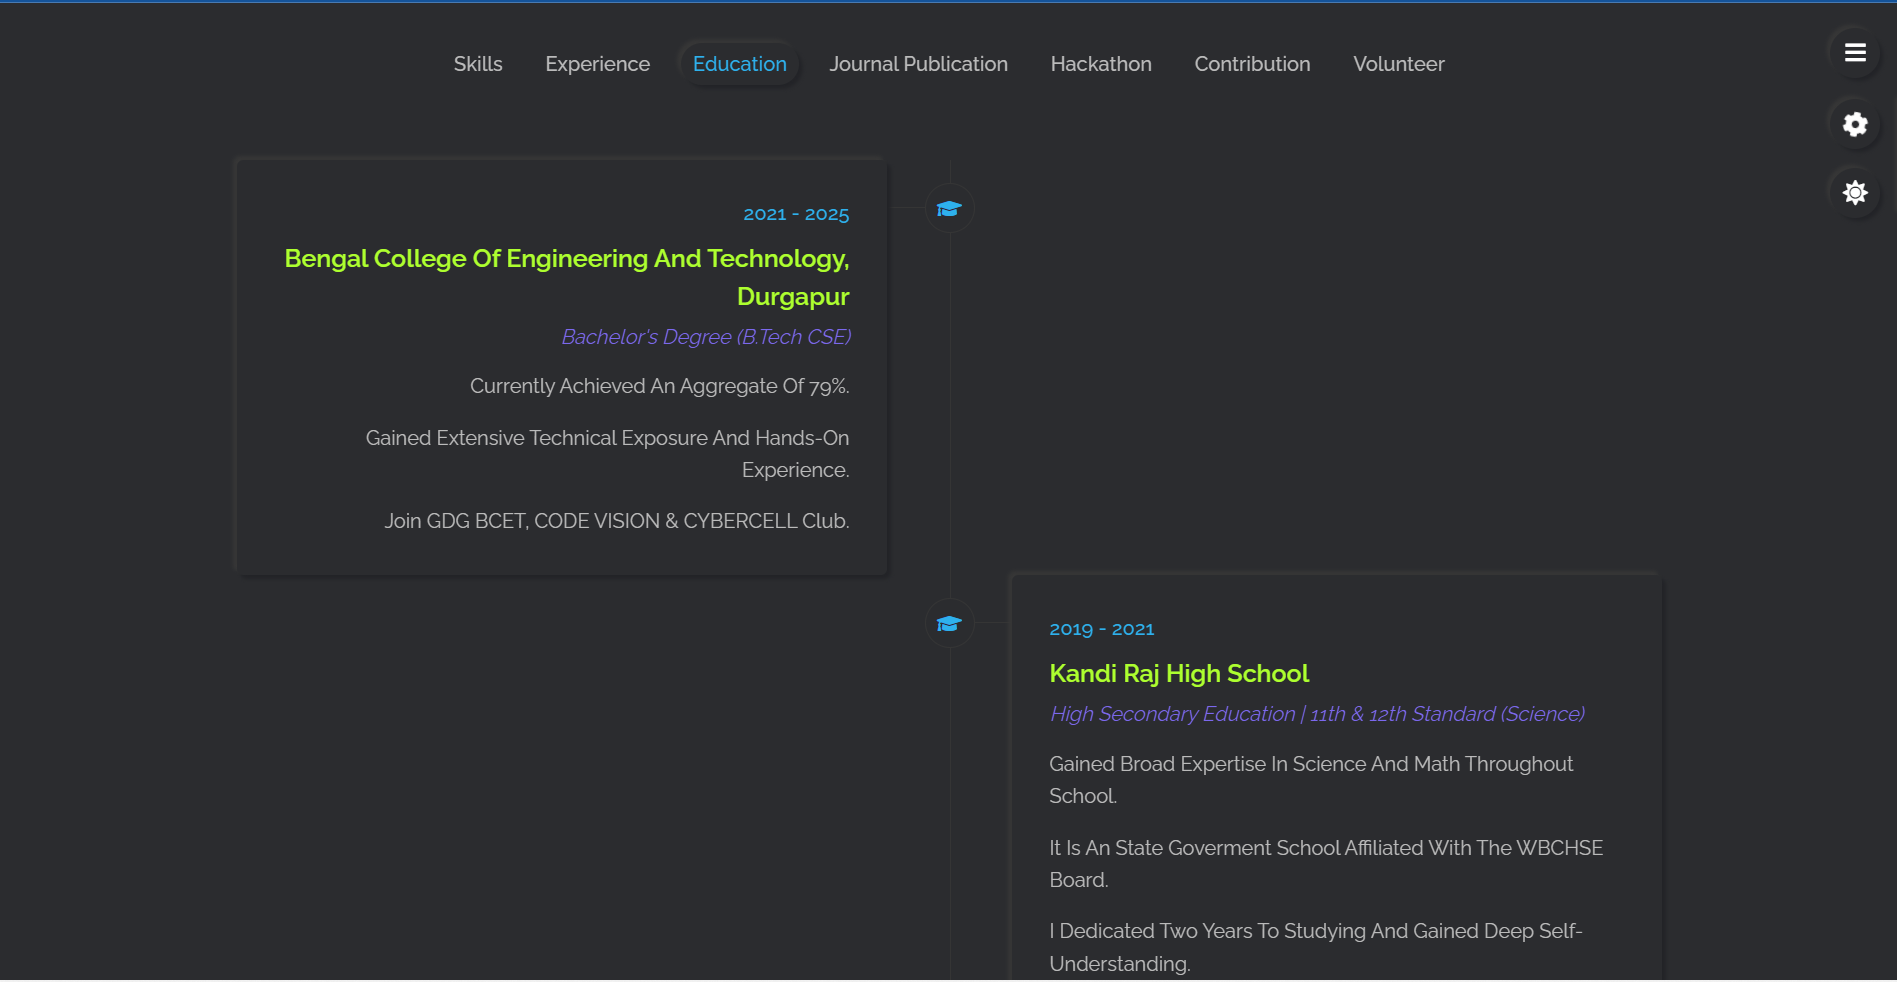 Skills Experience Education Journal Publication Hackathon Contribution Volunteer
2021 - 2025
Bengal College Of Engineering And Technology,
Durgapur
Bachelor's Degree (B.Tech CSE)
Currently Achieved An Aggregate Of 79%.
Gained Extensive Technical Exposure And Hands-On
Experience.
Join GDG BCET, CODE VISION & CYBERCELL Club.
2019 - 2021
Kandi Raj High School
High Secondary Education | 11th & 12th Standard (Science)
Gained Broad Expertise In Science And Math Throughout
School.
It Is An State Goverment School Affiliated With The WBCHSE
Board.
I Dedicated Two Years To Studying And Gained Deep Self-
Understanding.